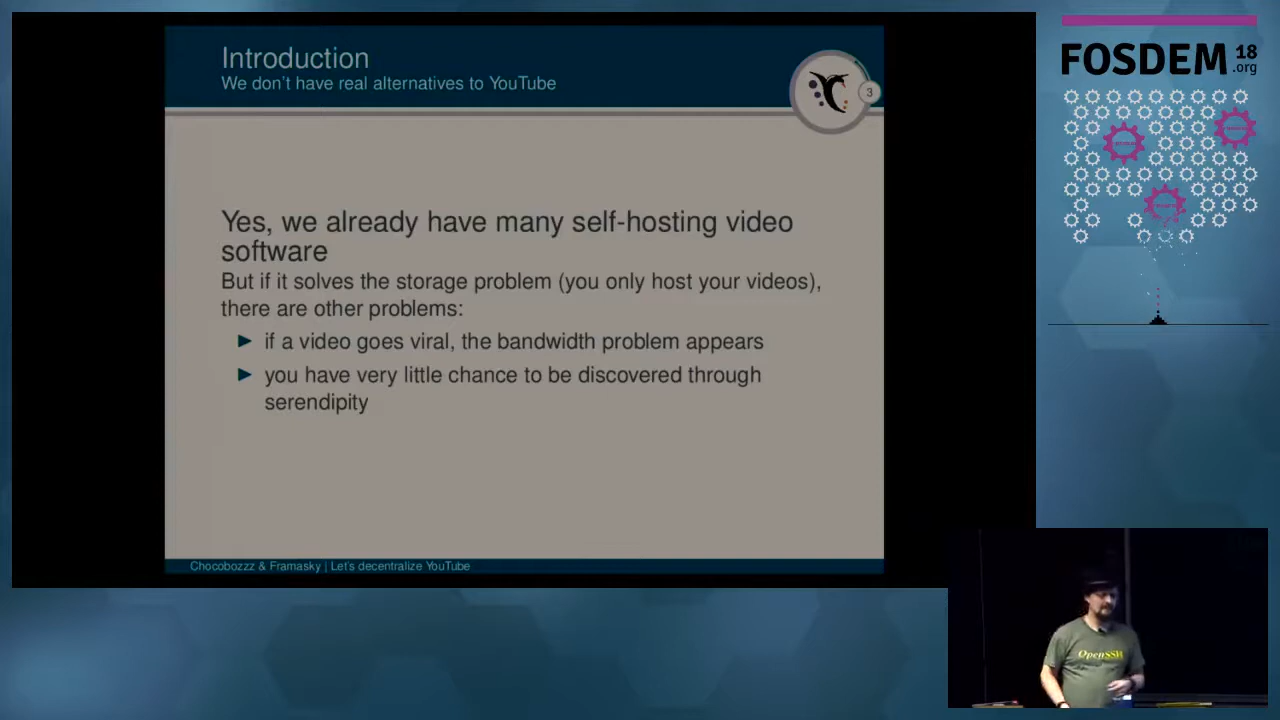 Introduction
We don't have real alternatives to YouTube
3
Yes, we already have many self-hosting video
software
But if it solves the storage problem (you only host your videos),
there are other problems:
if a video goes viral, the bandwidth problem appears
you have very little chance to be discovered through
serendipity
Chocobozzz & Framasky | Let's decentralize YouTube
FOSDEM 18
.org
OpenSSH